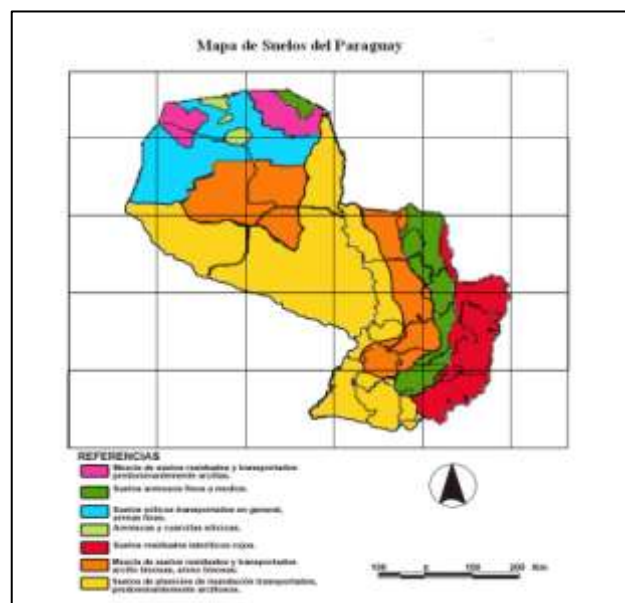 Mapa de Suelos del Paraguay
REFERENCIAS
Mezcla de suelos residuales y transportados
predominantemente arcillas.
Suelos arenosos finos a medios.
Suelos eólicos transportados en general,
arenas finas.
Areniscas y cuarcitas silíceas.
Suelos residuales lateríticos rojos.
Mezcla de suelos residuales y transportados
arcillo limosas, areno limosas.
Suelos de planicies de inundación transportados,
predominantemente arcillosos.
100 0 100 200 Km